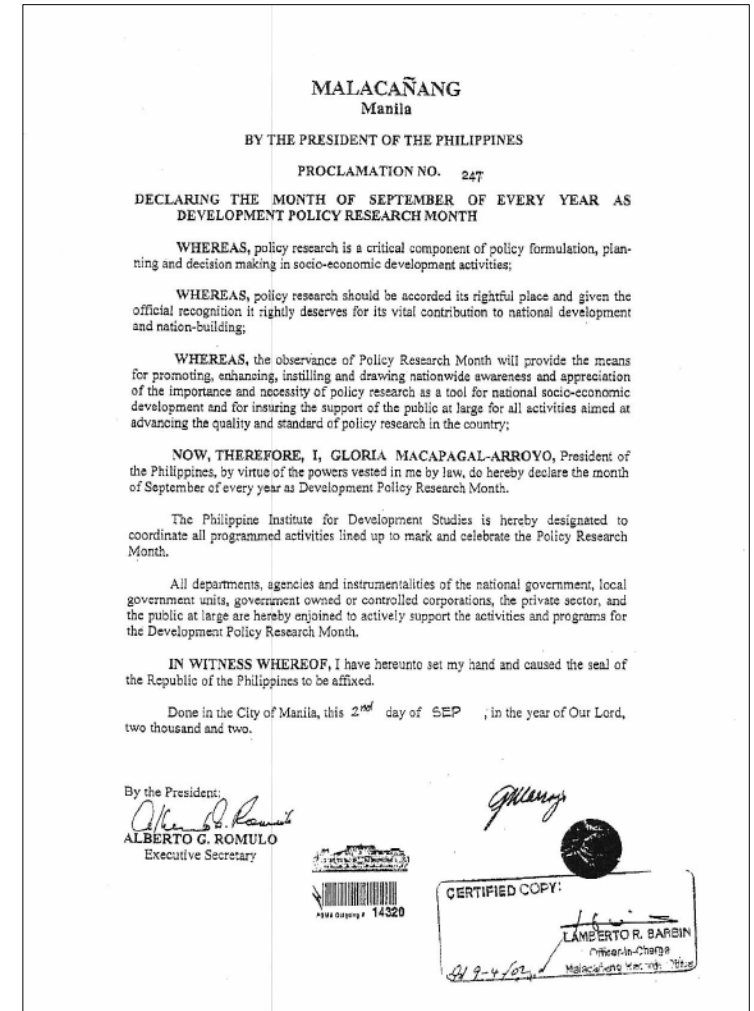 MALACAÑANG
Manila
BY THE PRESIDENT OF THE PHILIPPINES
PROCLAMATION NO. 247
DECLARING THE MONTH OF SEPTEMBER OF EVERY YEAR AS
DEVELOPMENT POLICY RESEARCH MONTH
WHEREAS, policy research is a critical component of policy formulation, plan-
ning and decision making in socio-economic development activities;
WHEREAS, policy research should be accorded its rightful place and given the
official recognition it rightly deserves for its vital contribution to national development
and nation-building;
WHEREAS, the observance of Policy Research Month will provide the means
for promoting, enhancing, instilling and drawing nationwide awareness and appreciation
of the importance and necessity of policy research as a tool for national socio-economic
development and for insuring the support of the public at large for all activities aimed at
advancing the quality and standard of policy research in the country;
NOW, THEREFORE, I, GLORIA MACAPAGAL-ARROYO, President of
the Philippines, by virtue of the powers vested in me by law, do hereby declare the month
of September of every year as Development Policy Research Month.
The Philippine Institute for Development Studies is hereby designated to
coordinate all programmed activities lined up to mark and celebrate the Policy Research
Month.
All departments, agencies and instrumentalities of the national government, local
government units, government owned or controlled corporations, the private sector, and
the public at large are hereby enjoined to actively support the activities and programs for
the Development Policy Research Month.
IN WITNESS WHEREOF, I have hereunto set my hand and caused the seal of
the Republic of the Philippines to be affixed.
Done in the City of Manila, this 2nd day of SEP , in the year of Our Lord,
two thousand and two.
By the President:
ALBERTO G. ROMULO
Executive Secretary
PGMA Outgoing # 14320
CERTIFIED COPY:
LAMBERTO R. BARBIN
Officer-In-Charge
Malacañang Records Office
9-4/02